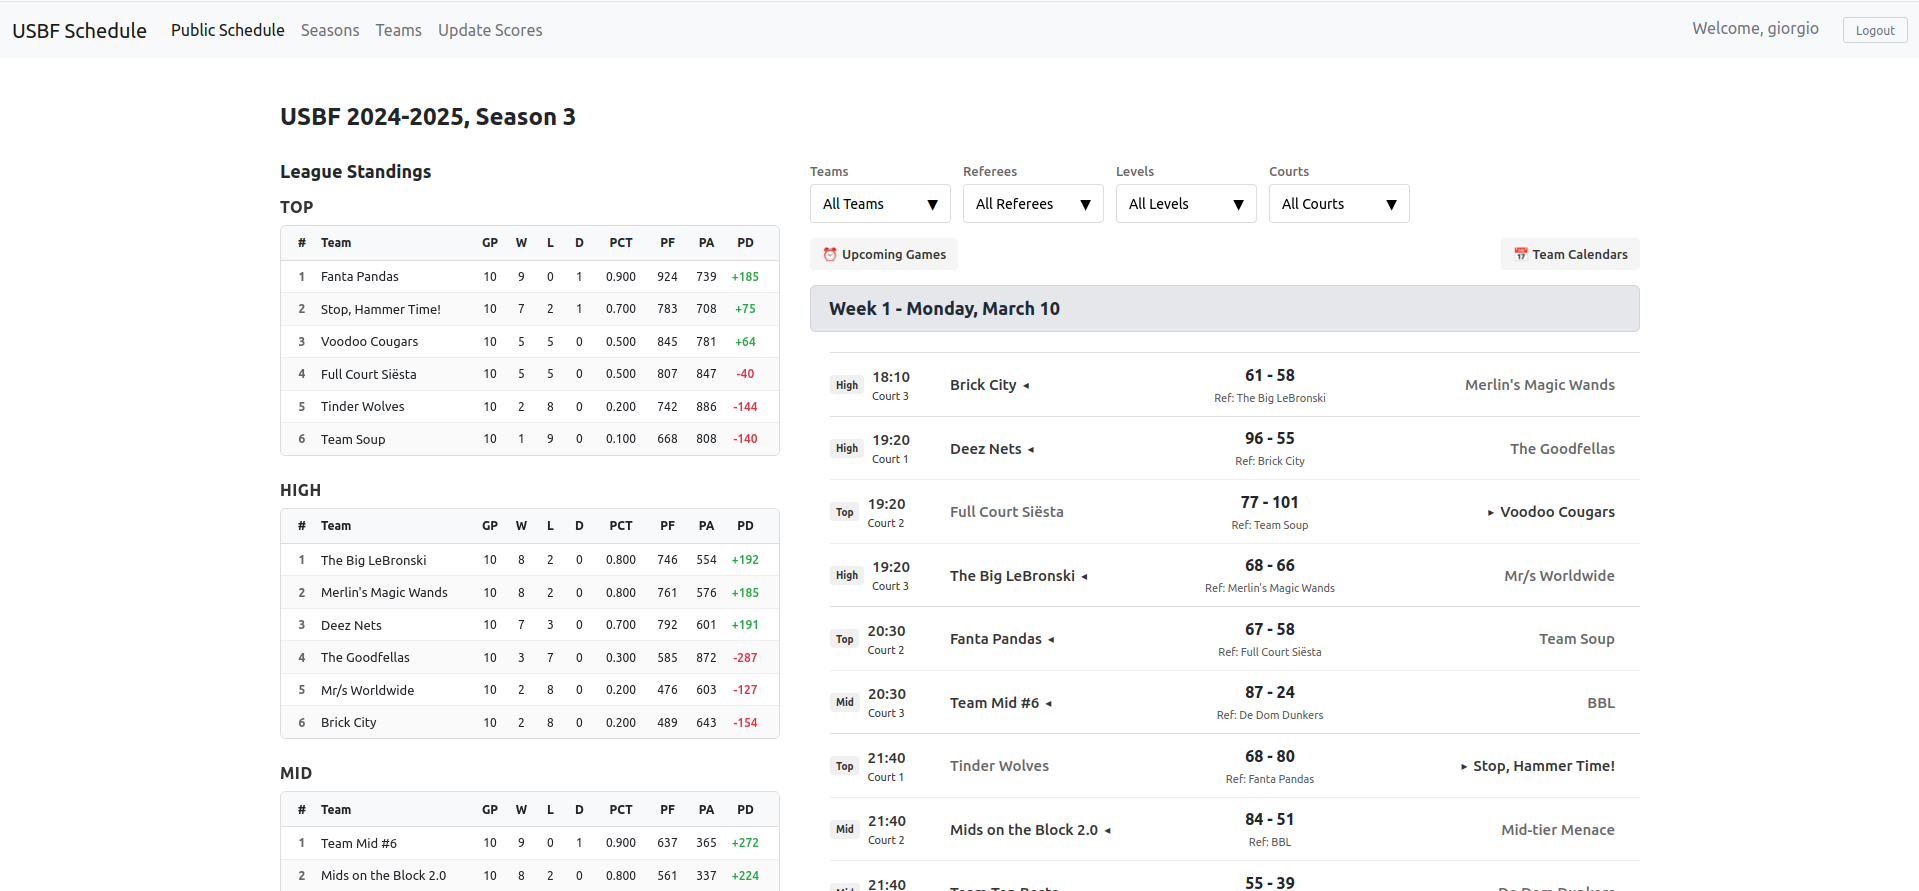 USBF Schedule Public Schedule Seasons Teams Update Scores Welcome, giorgio Logout
USBF 2024-2025, Season 3
League Standings
TOP
# Team GP W L D PCT PF PA PD
1 Fanta Pandas 10 9 0 1 0.900 924 739 +185
2 Stop, Hammer Time! 10 7 2 1 0.700 783 708 +75
3 Voodoo Cougars 10 5 5 0 0.500 845 781 +64
4 Full Court Siësta 10 5 5 0 0.500 807 847 -40
5 Tinder Wolves 10 2 8 0 0.200 742 886 -144
6 Team Soup 10 1 9 0 0.100 668 808 -140
HIGH
# Team GP W L D PCT PF PA PD
1 The Big LeBronski 10 8 2 0 0.800 746 554 +192
2 Merlin's Magic Wands 10 8 2 0 0.800 761 576 +185
3 Deez Nets 10 7 3 0 0.700 792 601 +191
4 The Goodfellas 10 3 7 0 0.300 585 872 -287
5 Mr/s Worldwide 10 2 8 0 0.200 476 603 -127
6 Brick City 10 2 8 0 0.200 489 643 -154
MID
# Team GP W L D PCT PF PA PD
1 Team Mid #6 10 9 0 1 0.900 637 365 +272
2 Mids on the Block 2.0 10 8 2 0 0.800 561 337 +224
Teams Referees Levels Courts
All Teams ▼ All Referees ▼ All Levels ▼ All Courts ▼
⏰ Upcoming Games 📅 Team Calendars
Week 1 - Monday, March 10
High 18:10 Brick City ◂ 61 - 58 Merlin's Magic Wands
Court 3 Ref: The Big LeBronski
High 19:20 Deez Nets ◂ 96 - 55 The Goodfellas
Court 1 Ref: Brick City
Top 19:20 Full Court Siësta 77 - 101 ▸ Voodoo Cougars
Court 2 Ref: Team Soup
High 19:20 The Big LeBronski ◂ 68 - 66 Mr/s Worldwide
Court 3 Ref: Merlin's Magic Wands
Top 20:30 Fanta Pandas ◂ 67 - 58 Team Soup
Court 2 Ref: Full Court Siësta
Mid 20:30 Team Mid #6 ◂ 87 - 24 BBL
Court 3 Ref: De Dom Dunkers
Top 21:40 Tinder Wolves 68 - 80 ▸ Stop, Hammer Time!
Court 1 Ref: Fanta Pandas
Mid 21:40 Mids on the Block 2.0 ◂ 84 - 51 Mid-tier Menace
Court 2 Ref: BBL
21:40 55 - 39